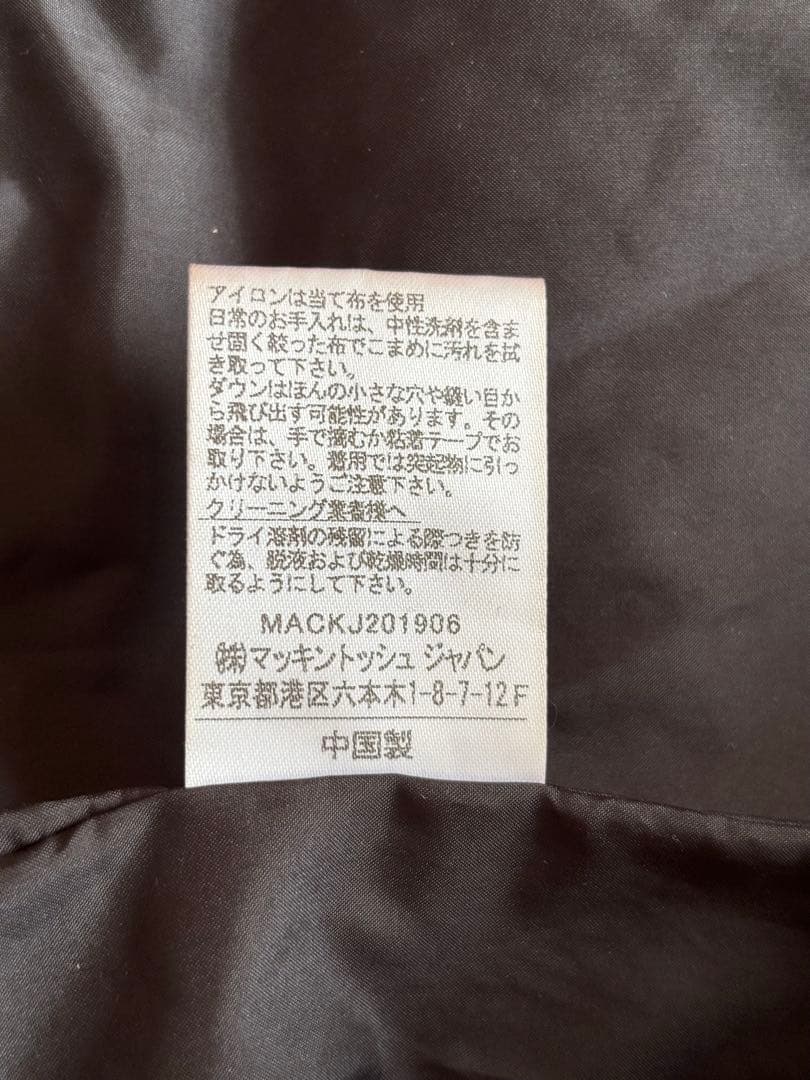 アイロンは当て布を使用
日常のお手入れは、中性洗剤を含ま
せ固く絞った布でこまめに汚れを拭
き取って下さい。
ダウンはほんの小さな穴や縫い目か
ら飛び出す可能性があります。その
場合は、手で摘むか粘着テープでお
取り下さい。着用では突起物に引っ
かけないようご注意下さい。
クリーニング業者様へ
ドライ溶剤の残留による際つきを防
ぐ為、脱液および乾燥時間は十分に
取るようにして下さい。
MACKJ201906
㈱マッキントッシュ ジャパン
東京都港区六本木1-8-7-12F
中国製